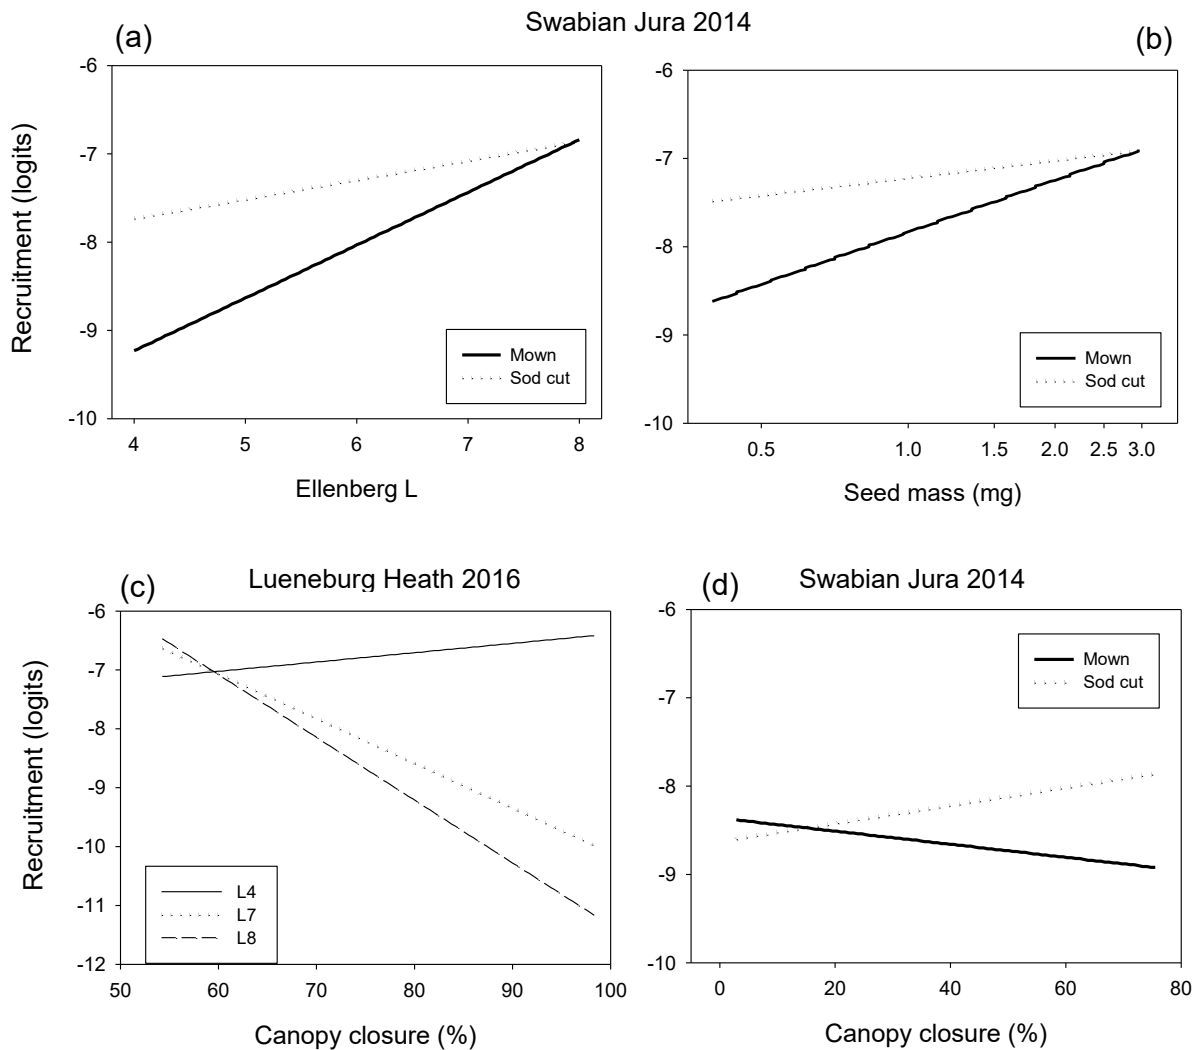 Swabian Jura 2014
(a)
(b)
Recruitment (logits)
-6
-7
-8
-9
-10
Mown
Sod cut
4 5 6 7 8
Ellenberg L
-6
-7
-8
-9
-10
Mown
Sod cut
0.5 1.0 1.5 2.0 2.5 3.0
Seed mass (mg)
(c) Lueneburg Heath 2016
Recruitment (logits)
-6
-7
-8
-9
-10
-11
-12
L4
L7
L8
50 60 70 80 90 100
Canopy closure (%)
(d) Swabian Jura 2014
-6
-7
-8
-9
-10
Mown
Sod cut
0 20 40 60 80
Canopy closure (%)